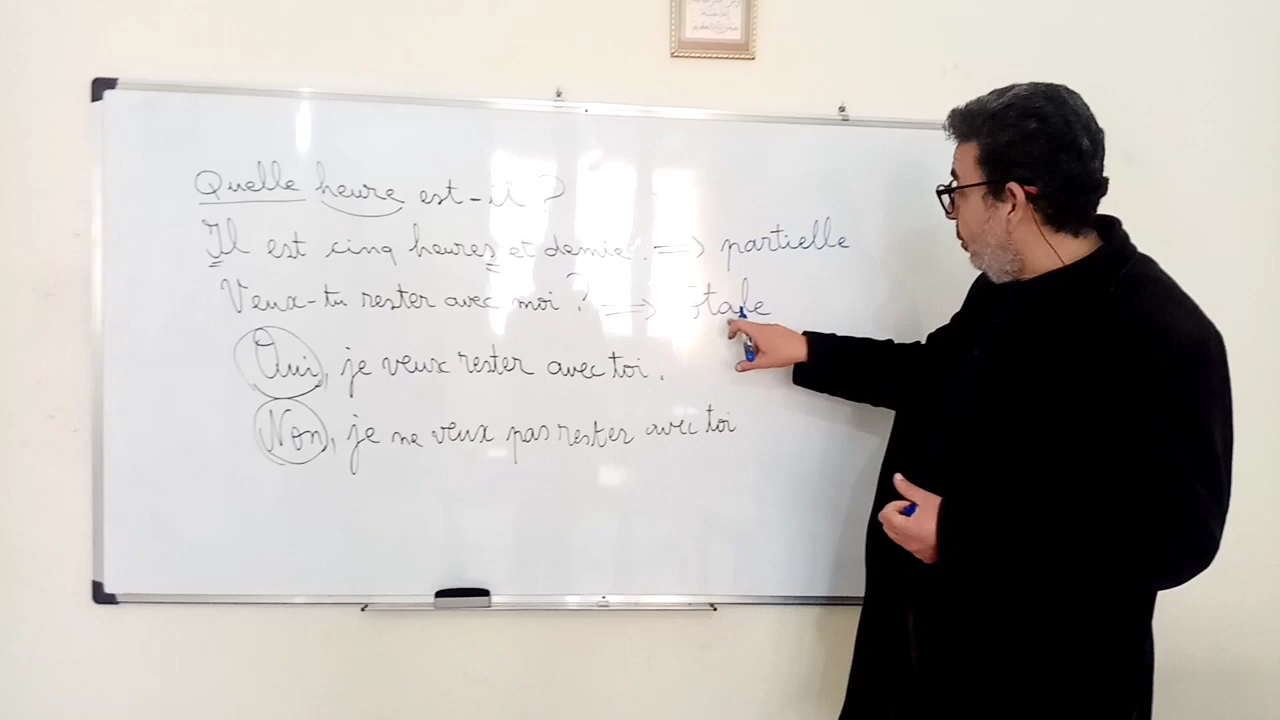 Quelle heure est-il ?
Il est cinq heures et demie. => partielle
Veux-tu rester avec moi ? => totale
Oui, je veux rester avec toi.
Non, je ne veux pas rester avec toi